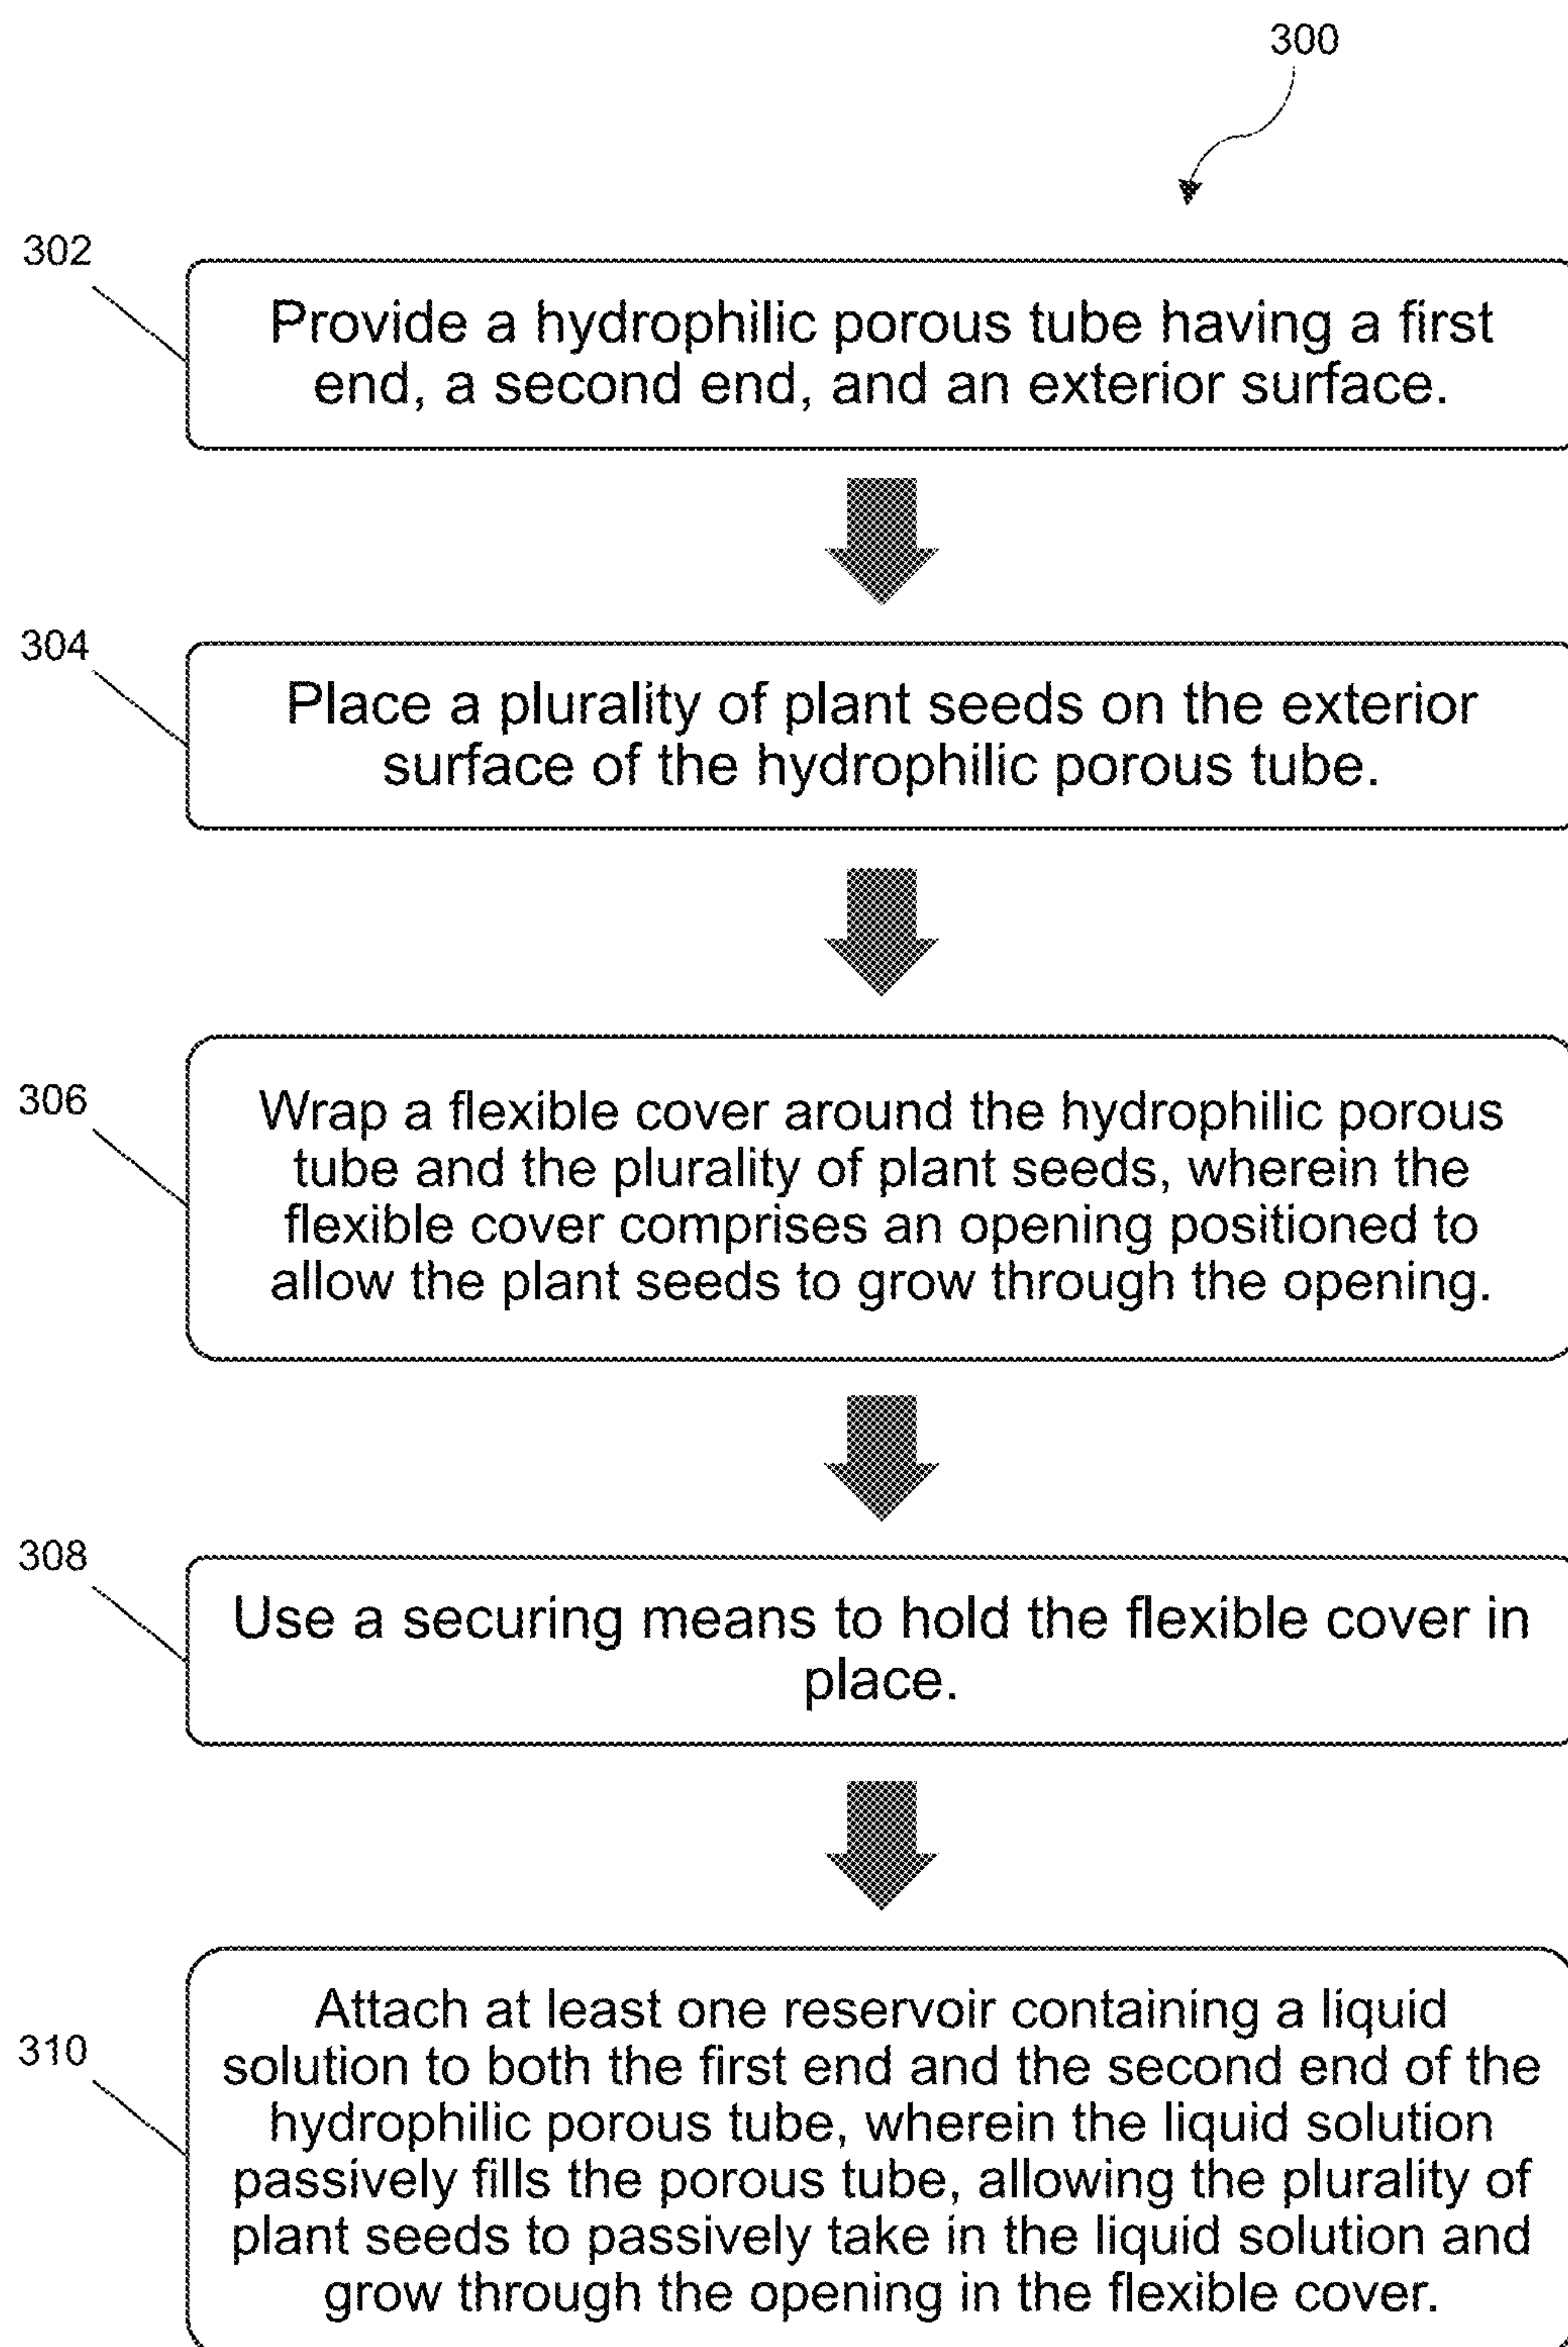 300
302
Provide a hydrophilic porous tube having a first
end, a second end, and an exterior surface.
304
Place a plurality of plant seeds on the exterior
surface of the hydrophilic porous tube.
306
Wrap a flexible cover around the hydrophilic porous
tube and the plurality of plant seeds, wherein the
flexible cover comprises an opening positioned to
allow the plant seeds to grow through the opening.
308
Use a securing means to hold the flexible cover in
place.
310
Attach at least one reservoir containing a liquid
solution to both the first end and the second end of the
hydrophilic porous tube, wherein the liquid solution
passively fills the porous tube, allowing the plurality of
plant seeds to passively take in the liquid solution and
grow through the opening in the flexible cover.